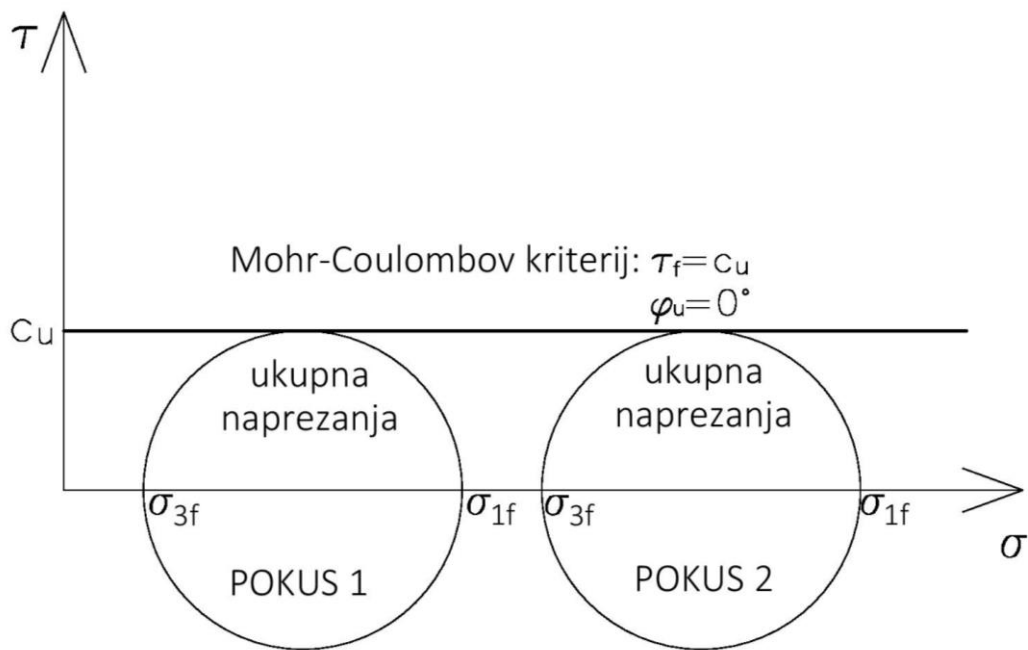 τ
Mohr-Coulombov kriterij: τf=cu
φu=0°
cu
ukupna
naprezanja
ukupna
naprezanja
σ3f
σ1f
σ3f
σ1f
σ
POKUS 1
POKUS 2